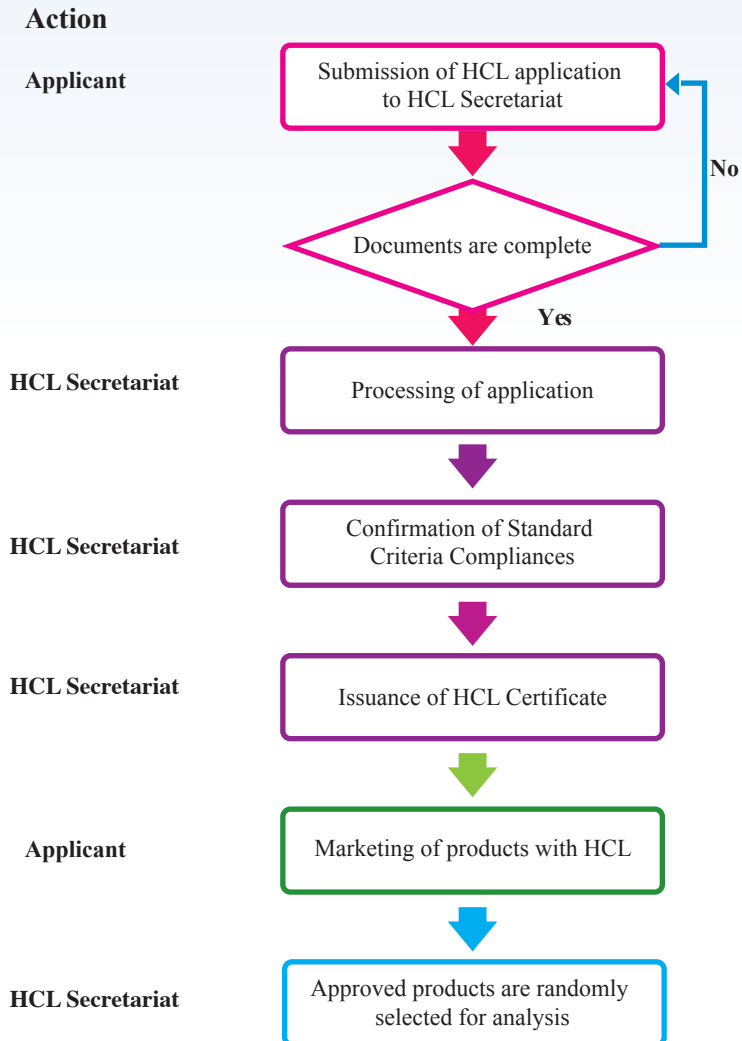 Action
Applicant
Submission of HCL application
to HCL Secretariat
No
Documents are complete
Yes
HCL Secretariat
Processing of application
HCL Secretariat
Confirmation of Standard
Criteria Compliances
HCL Secretariat
Issuance of HCL Certificate
Applicant
Marketing of products with HCL
HCL Secretariat
Approved products are randomly
selected for analysis